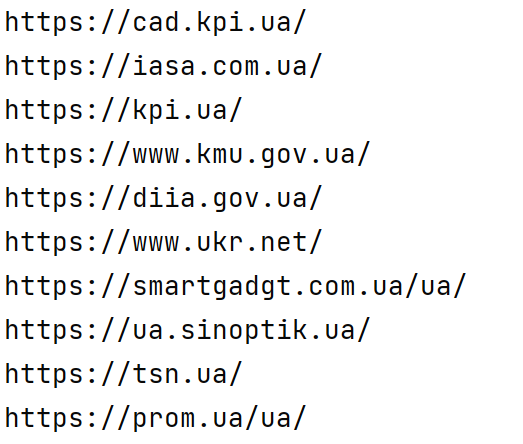 https://cad.kpi.ua/
https://iasa.com.ua/
https://kpi.ua/
https://www.kmu.gov.ua/
https://diia.gov.ua/
https://www.ukr.net/
https://smartgadgt.com.ua/ua/
https://ua.sinoptik.ua/
https://tsn.ua/
https://prom.ua/ua/